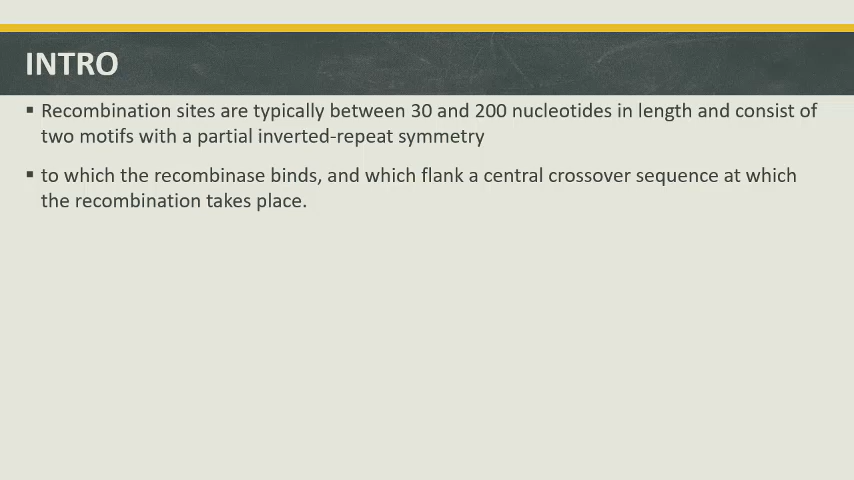 INTRO
▪ Recombination sites are typically between 30 and 200 nucleotides in length and consist of
two motifs with a partial inverted-repeat symmetry
▪ to which the recombinase binds, and which flank a central crossover sequence at which
the recombination takes place.